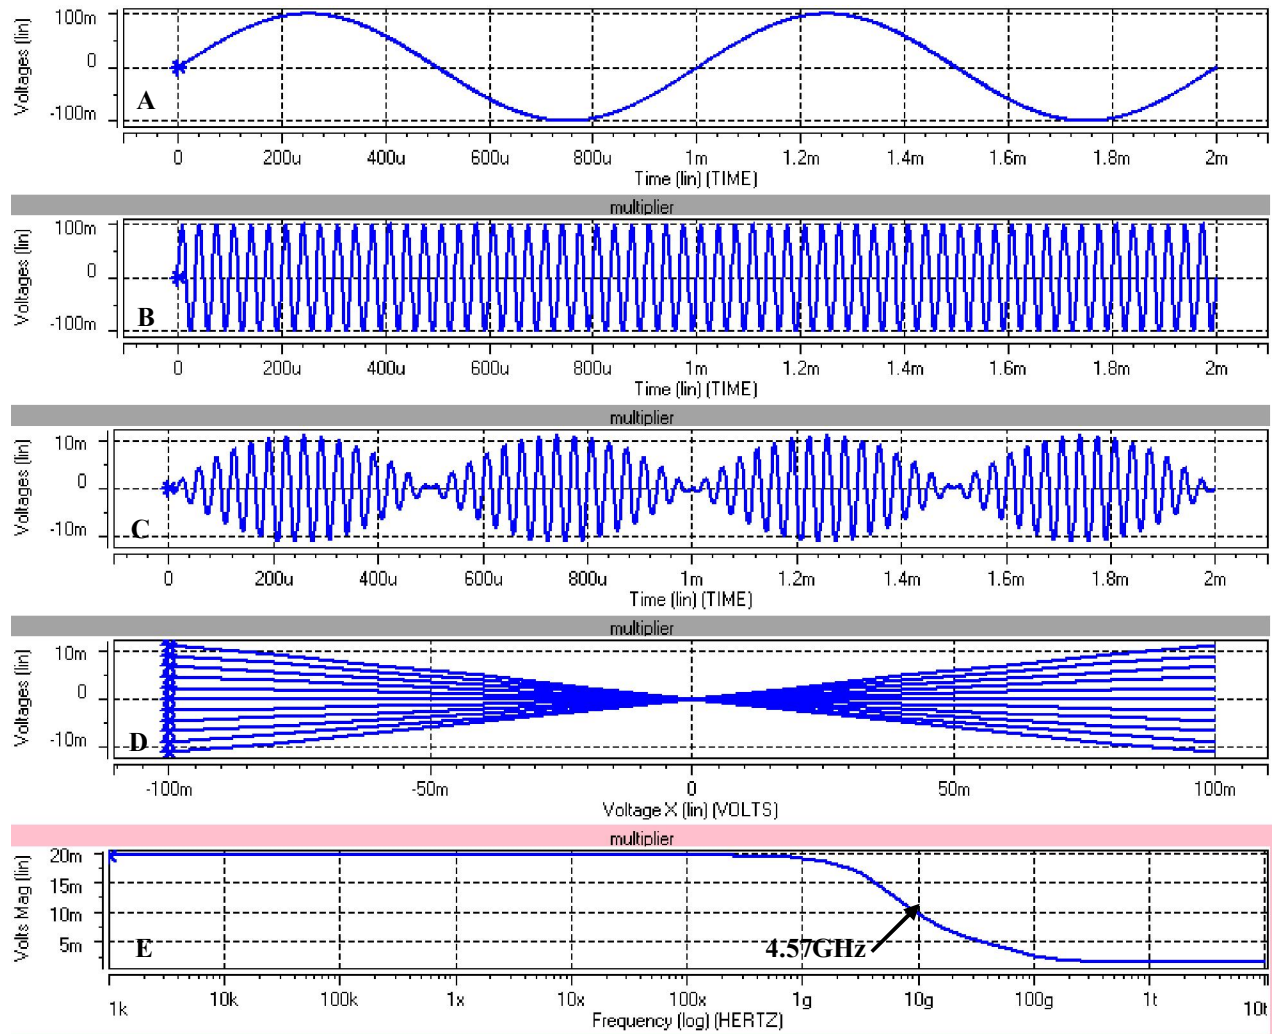 100m
0
-100m
Voltages (lin)
A
0 200u 400u 600u 800u 1m 1.2m 1.4m 1.6m 1.8m 2m
Time (lin) (TIME)
multiplier
100m
0
-100m
Voltages (lin)
B
0 200u 400u 600u 800u 1m 1.2m 1.4m 1.6m 1.8m 2m
Time (lin) (TIME)
multiplier
10m
0
-10m
Voltages (lin)
C
0 200u 400u 600u 800u 1m 1.2m 1.4m 1.6m 1.8m 2m
Time (lin) (TIME)
multiplier
10m
0
-10m
Voltages (lin)
D
-100m -50m 0 50m 100m
Voltage X (lin) (VOLTS)
multiplier
20m
15m
10m
5m
Volts Mag (lin)
E
4.57GHz
1k 10k 100k 1x 10x 100x 1g 10g 100g 1t 10t
Frequency (log) (HERTZ)